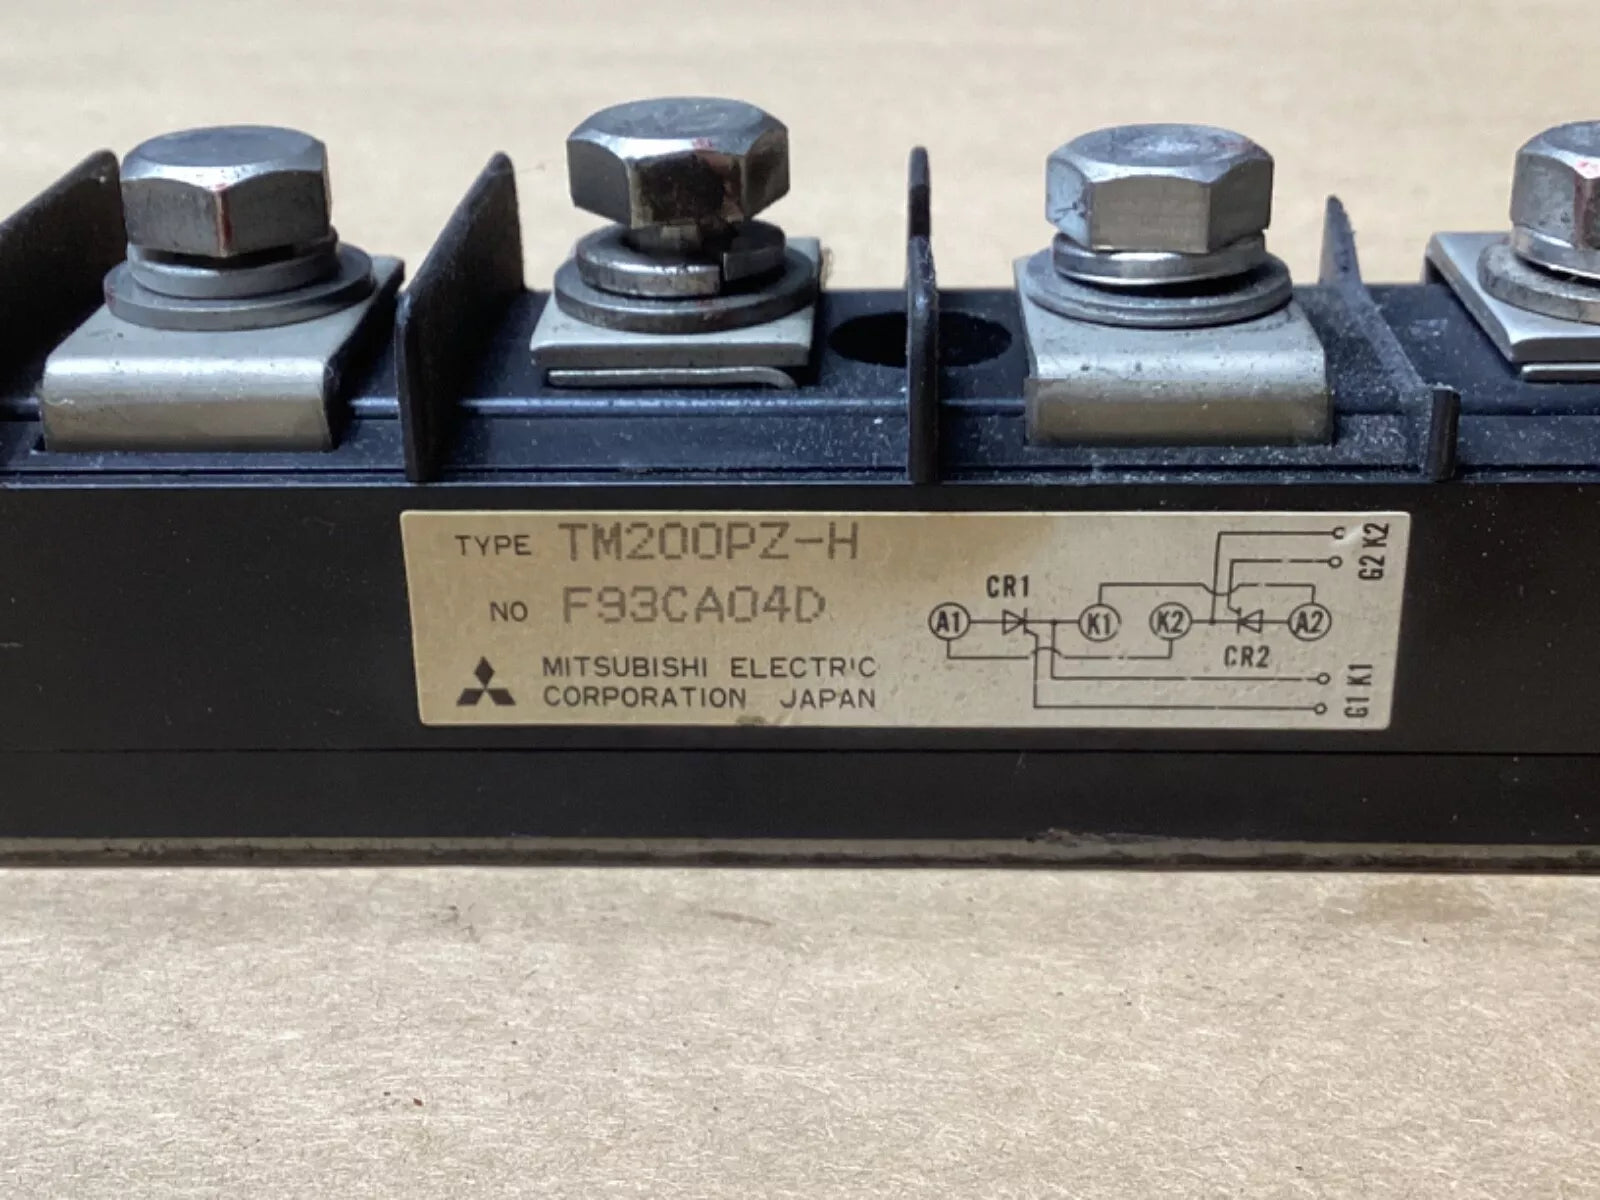 TYPE TM200PZ-H
NO F93CA04D
MITSUBISHI ELECTRIC
CORPORATION JAPAN
CR1
A1 K1 K2 A2
CR2
G2 K2
G1 K1